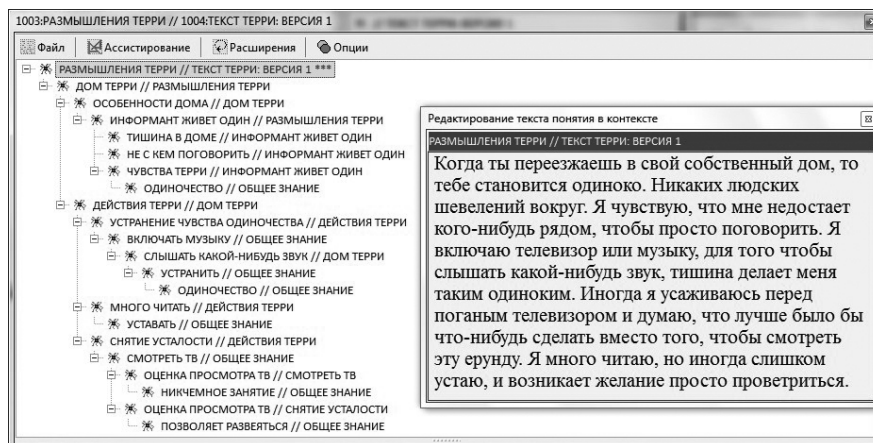 1003:РАЗМЫШЛЕНИЯ ТЕРРИ // 1004:ТЕКСТ ТЕРРИ: ВЕРСИЯ 1
Файл Ассистирование Расширения Опции
РАЗМЫШЛЕНИЯ ТЕРРИ // ТЕКСТ ТЕРРИ: ВЕРСИЯ 1 ***
ДОМ ТЕРРИ // РАЗМЫШЛЕНИЯ ТЕРРИ
ОСОБЕННОСТИ ДОМА // ДОМ ТЕРРИ
ИНФОРМАНТ ЖИВЕТ ОДИН // РАЗМЫШЛЕНИЯ ТЕРРИ
ТИШИНА В ДОМЕ // ИНФОРМАНТ ЖИВЕТ ОДИН
НЕ С КЕМ ПОГОВОРИТЬ // ИНФОРМАНТ ЖИВЕТ ОДИН
ЧУВСТВА ТЕРРИ // ИНФОРМАНТ ЖИВЕТ ОДИН
ОДИНОЧЕСТВО // ОБЩЕЕ ЗНАНИЕ
ДЕЙСТВИЯ ТЕРРИ // ДОМ ТЕРРИ
УСТРАНЕНИЕ ЧУВСТВА ОДИНОЧЕСТВА // ДЕЙСТВИЯ ТЕРРИ
ВКЛЮЧАТЬ МУЗЫКУ // ОБЩЕЕ ЗНАНИЕ
СЛЫШАТЬ КАКОЙ-НИБУДЬ ЗВУК // ДОМ ТЕРРИ
УСТРАНИТЬ // ОБЩЕЕ ЗНАНИЕ
ОДИНОЧЕСТВО // ОБЩЕЕ ЗНАНИЕ
МНОГО ЧИТАТЬ // ДЕЙСТВИЯ ТЕРРИ
УСТАВАТЬ // ОБЩЕЕ ЗНАНИЕ
СНЯТИЕ УСТАЛОСТИ // ДЕЙСТВИЯ ТЕРРИ
СМОТРЕТЬ ТВ // ОБЩЕЕ ЗНАНИЕ
ОЦЕНКА ПРОСМОТРА ТВ // СМОТРЕТЬ ТВ
НИКЧЕМНОЕ ЗАНЯТИЕ // ОБЩЕЕ ЗНАНИЕ
ОЦЕНКА ПРОСМОТРА ТВ // СНЯТИЕ УСТАЛОСТИ
ПОЗВОЛЯЕТ РАЗВЕЯТЬСЯ // ОБЩЕЕ ЗНАНИЕ
Редактирование текста понятия в контексте
РАЗМЫШЛЕНИЯ ТЕРРИ // ТЕКСТ ТЕРРИ: ВЕРСИЯ 1
Когда ты переезжаешь в свой собственный дом, то
тебе становится одиноко. Никаких людских
шевелений вокруг. Я чувствую, что мне недостает
кого-нибудь рядом, чтобы просто поговорить. Я
включаю телевизор или музыку, для того чтобы
слышать какой-нибудь звук, тишина делает меня
таким одиноким. Иногда я усаживаюсь перед
поганым телевизором и думаю, что лучше было бы
что-нибудь сделать вместо того, чтобы смотреть
эту ерунду. Я много читаю, но иногда слишком
устаю, и возникает желание просто проветриться.